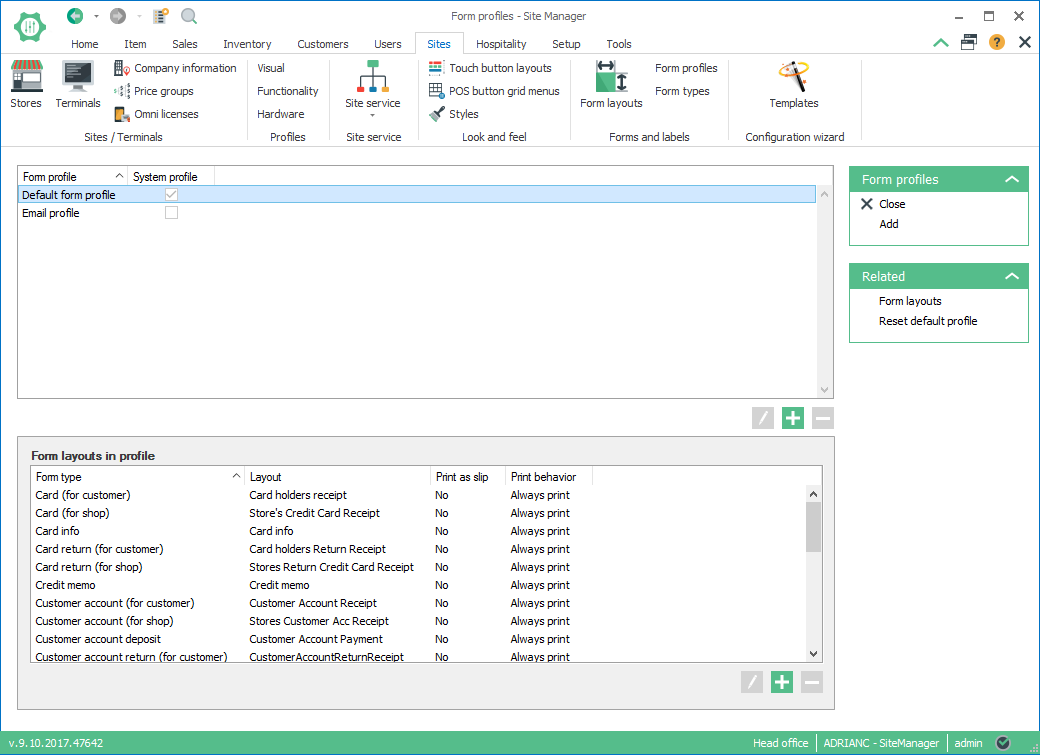 Form profiles - Site Manager
Home Item Sales Inventory Customers Users Sites Hospitality Setup Tools
Stores
Terminals
Company information
Price groups
Omni licenses
Sites / Terminals
Visual
Functionality
Hardware
Profiles
Site service
Site service
Touch button layouts
POS button grid menus
Styles
Look and feel
Form layouts
Form profiles
Form types
Forms and labels
Templates
Configuration wizard
Form profile System profile
Default form profile
Email profile
Form profiles
Close
Add
Related
Form layouts
Reset default profile
Form layouts in profile
Form type Layout Print as slip Print behavior
Card (for customer) Card holders receipt No Always print
Card (for shop) Store's Credit Card Receipt No Always print
Card info Card info No Always print
Card return (for customer) Card holders Return Receipt No Always print
Card return (for shop) Stores Return Credit Card Receipt No Always print
Credit memo Credit memo No Always print
Customer account (for customer) Customer Account Receipt No Always print
Customer account (for shop) Stores Customer Acc Receipt No Always print
Customer account deposit Customer Account Payment No Always print
Customer account return (for customer) CustomerAccountReturnReceipt No Always print
v.9.10.2017.47642 Head office ADRIANC - SiteManager admin